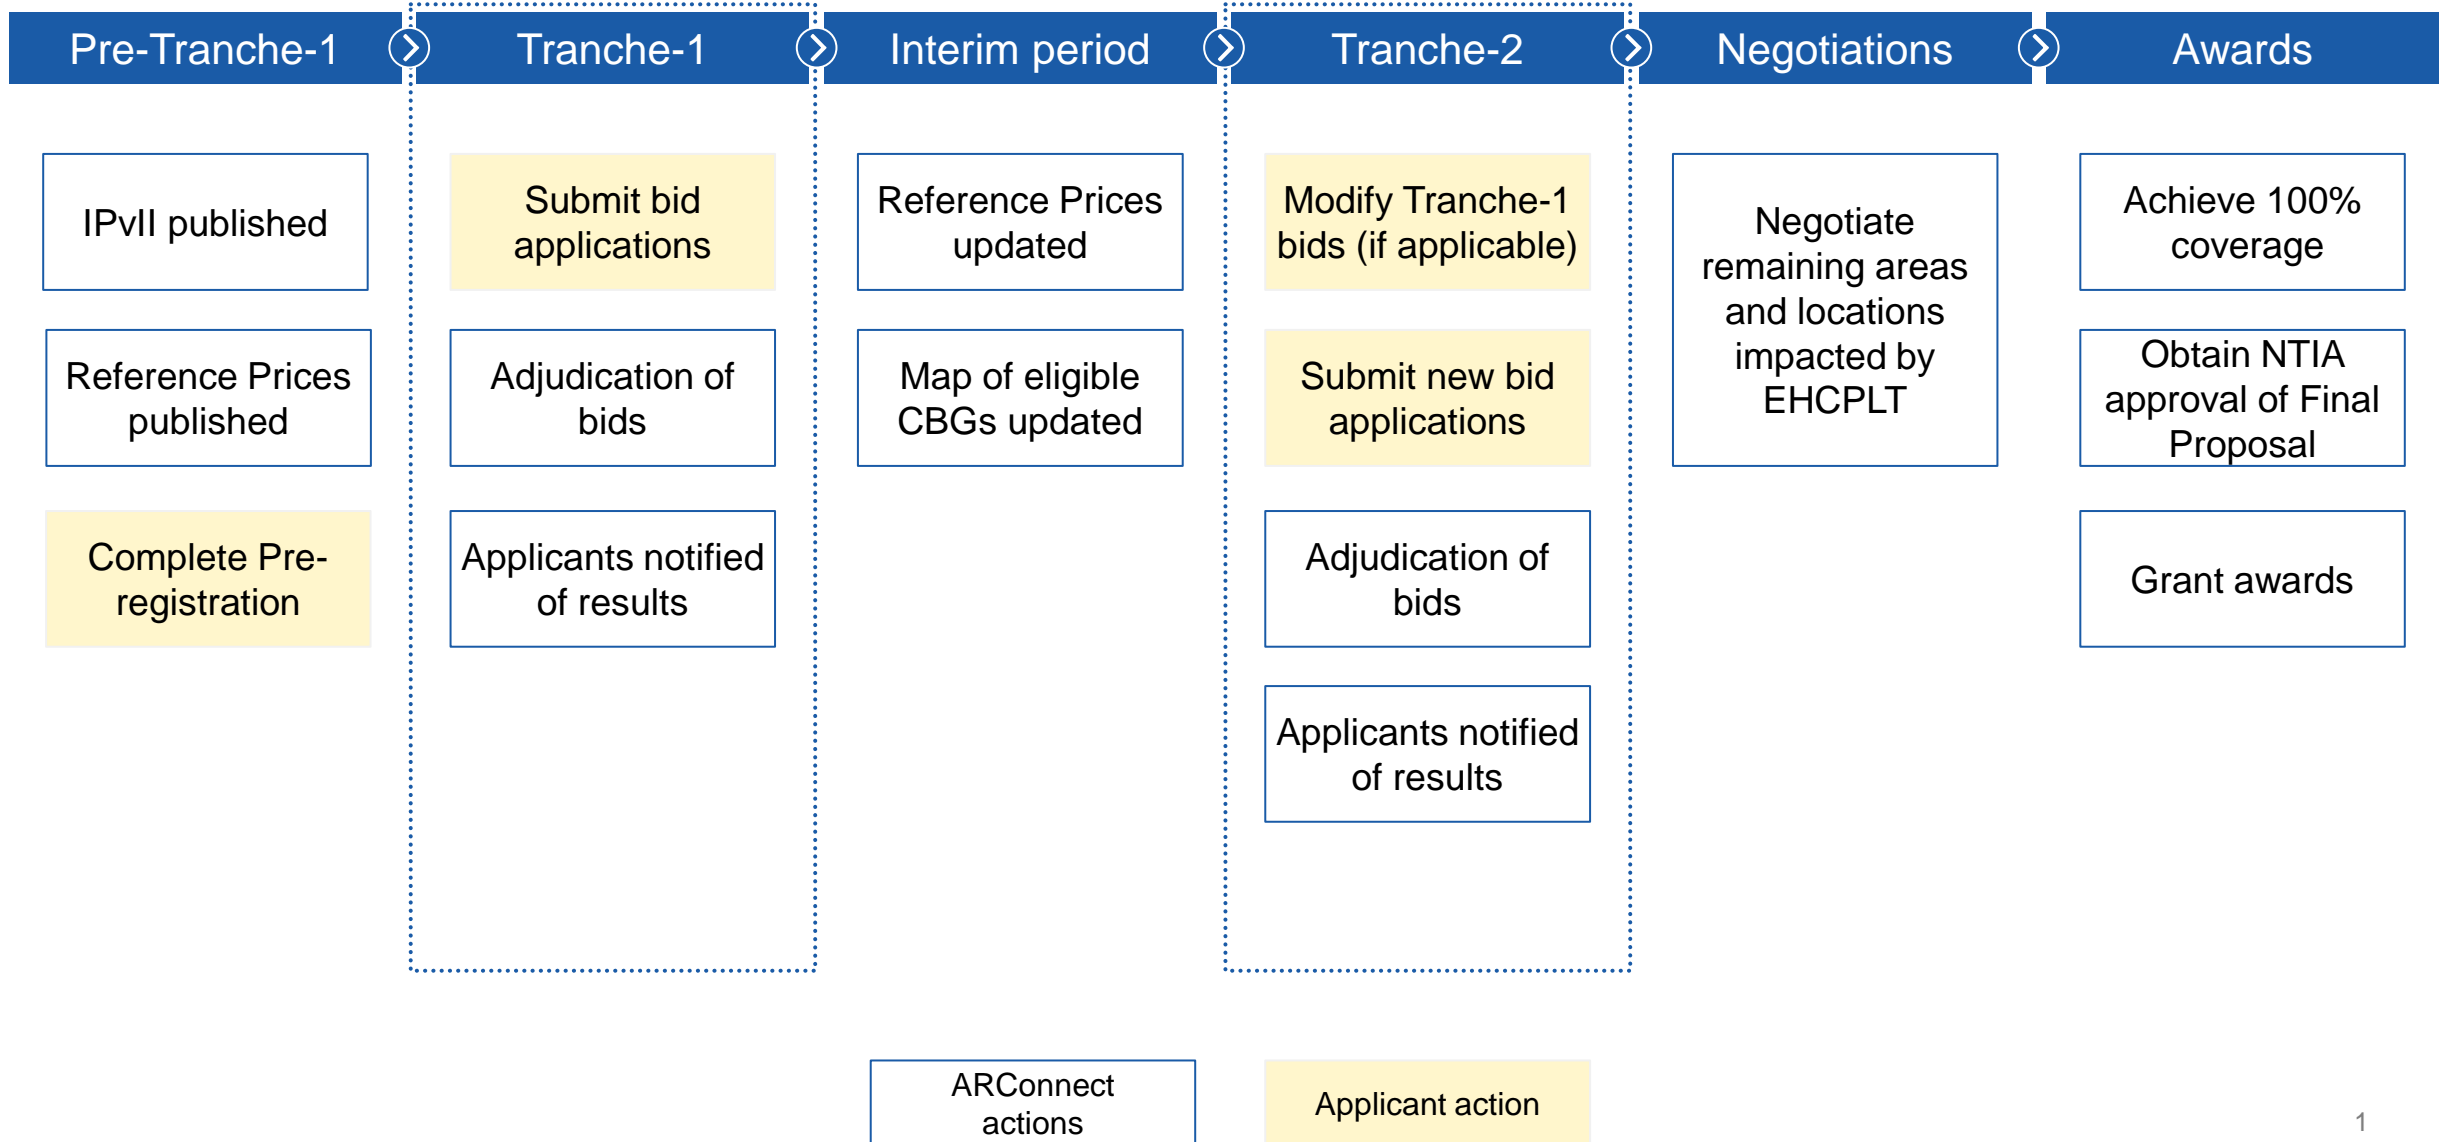 Pre-Tranche-1
Tranche-1
Interim period
Tranche-2
Negotiations
Awards
IPvII published
Reference Prices
published
Complete Pre-
registration
Submit bid
applications
Adjudication of
bids
Applicants notified
of results
Reference Prices
updated
Map of eligible
CBGs updated
Modify Tranche-1
bids (if applicable)
Submit new bid
applications
Adjudication of
bids
Applicants notified
of results
Negotiate
remaining areas
and locations
impacted by
EHCPLT
Achieve 100%
coverage
Obtain NTIA
approval of Final
Proposal
Grant awards
ARConnect
actions
Applicant action
1